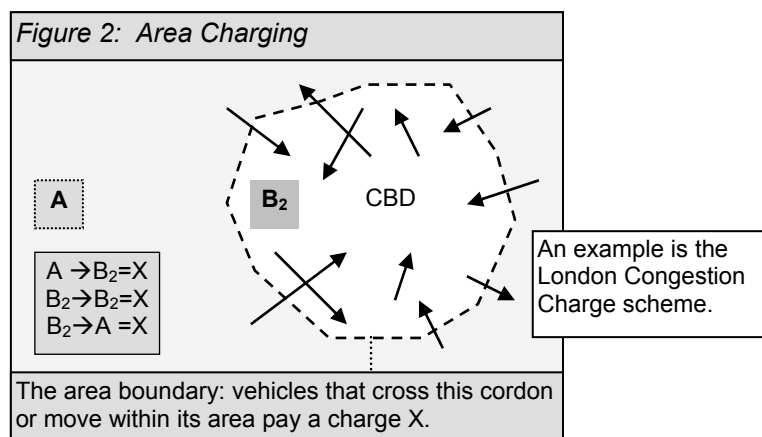 Figure 2:  Area Charging
A
B₂
CBD
A →B₂=X
B₂→B₂=X
B₂→A =X
An example is the
London Congestion
Charge scheme.
The area boundary: vehicles that cross this cordon
or move within its area pay a charge X.